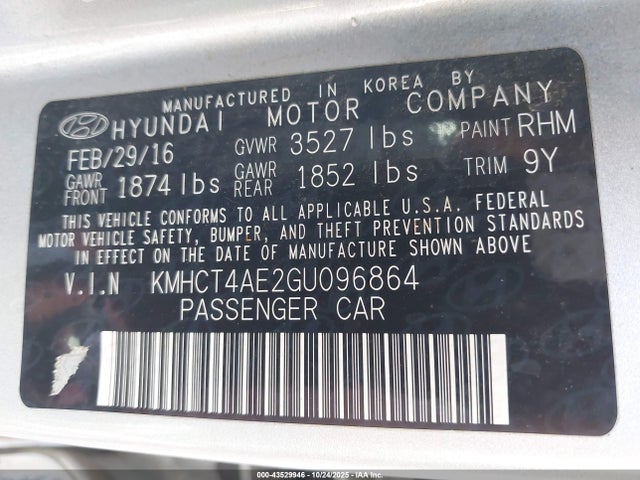 MANUFACTURED IN KOREA BY
HYUNDAI MOTOR COMPANY
FEB/29/16 GVWR 3527 lbs PAINT RHM
GAWR FRONT 1874 lbs GAWR REAR 1852 lbs TRIM 9Y
THIS VEHICLE CONFORMS TO ALL APPLICABLE U.S.A. FEDERAL
MOTOR VEHICLE SAFETY, BUMPER, AND THEFT PREVENTION STANDARDS
IN EFFECT ON THE DATE OF MANUFACTURE SHOWN ABOVE
V.I.N KMHCT4AE2GU096864
PASSENGER CAR
000-43529946 - 10/24/2025 - IAA Inc.